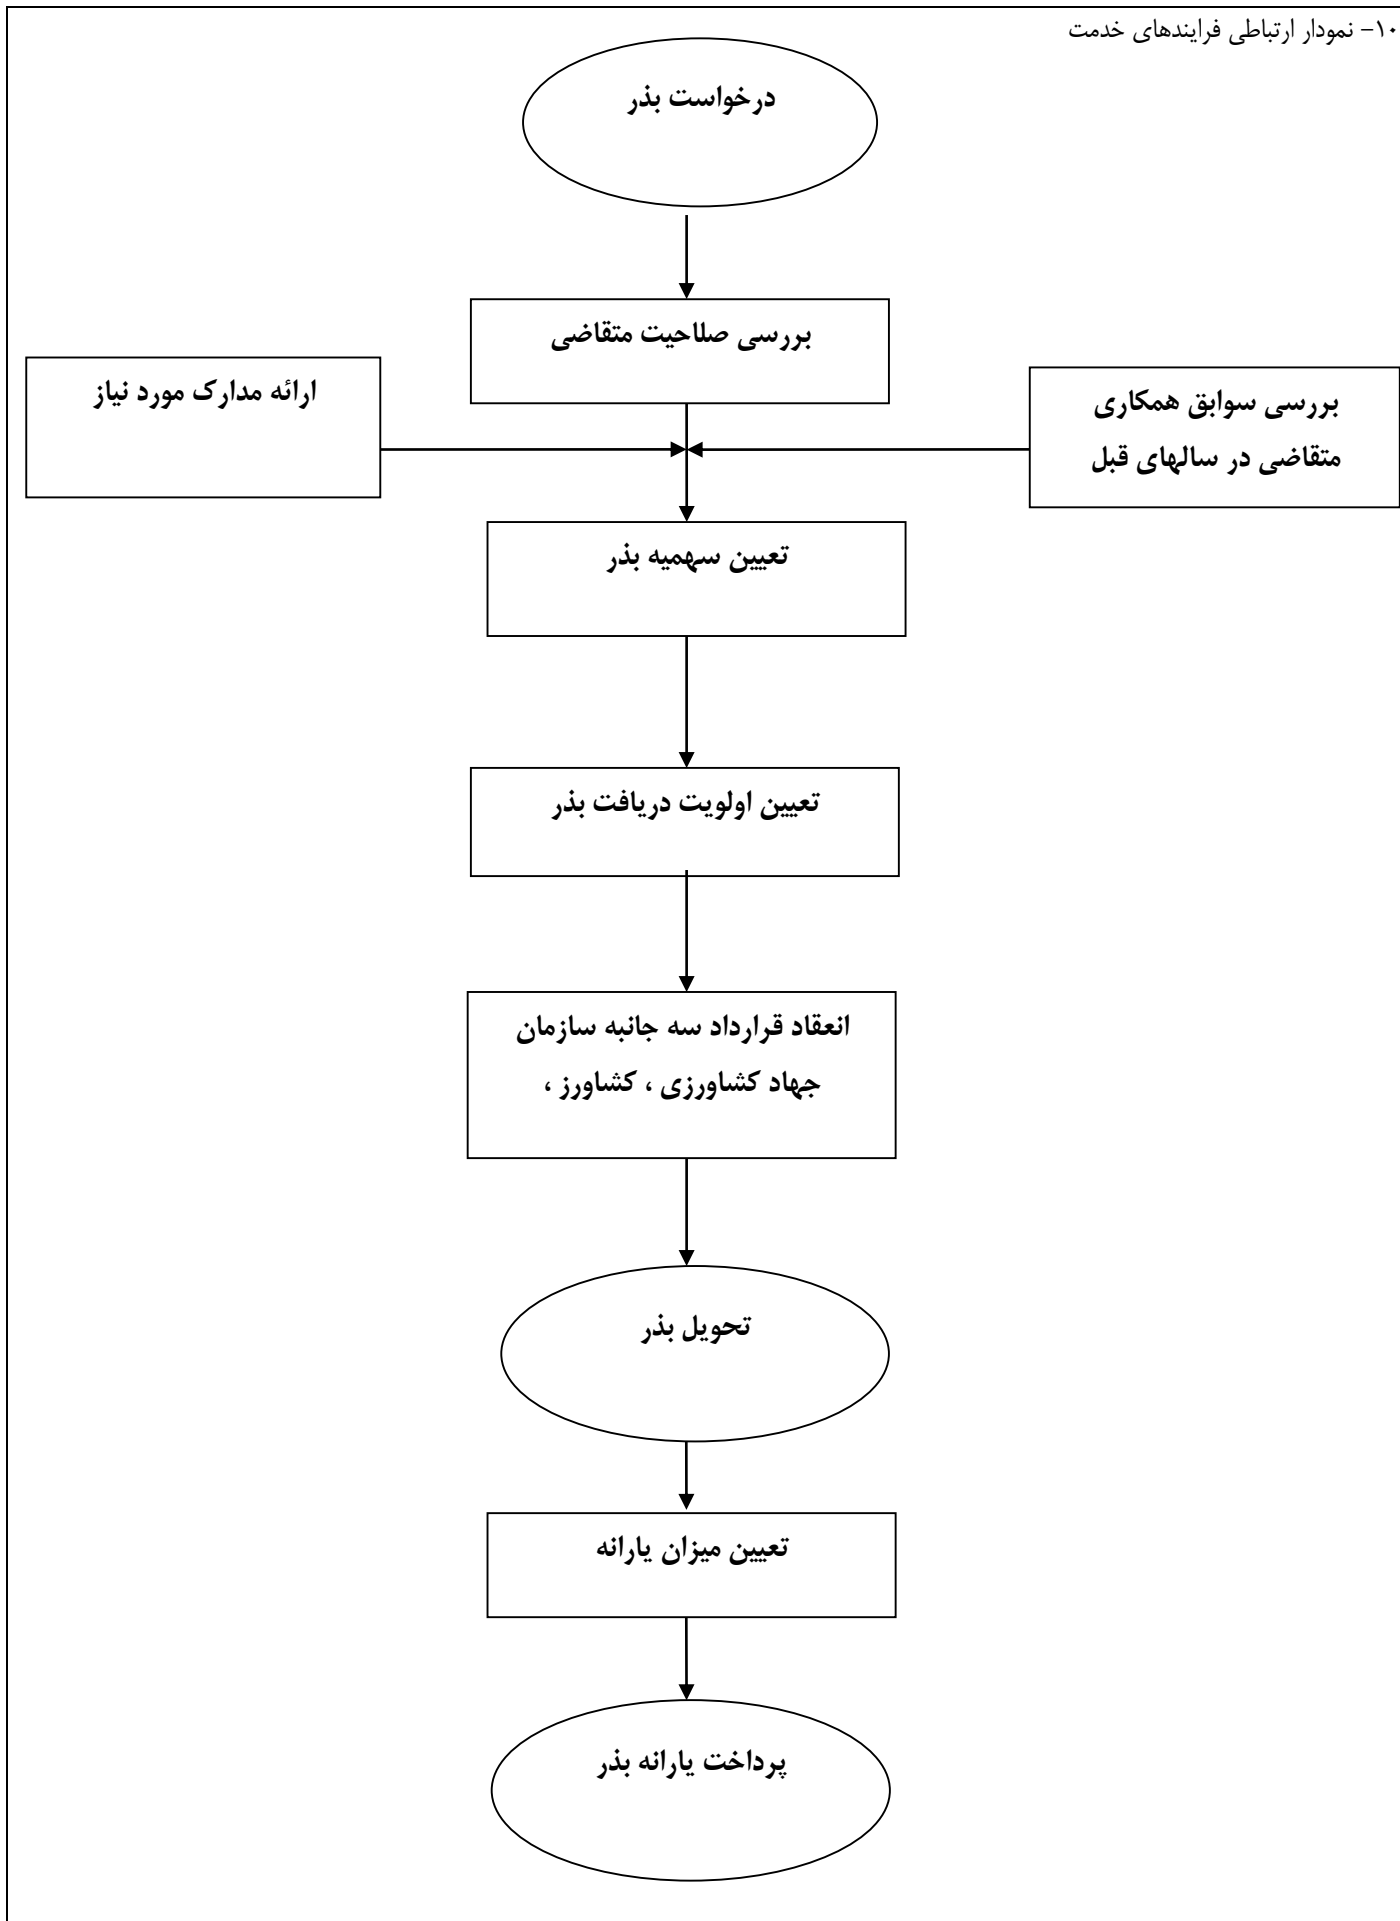 ۱۰- نمودار ارتباطی فرایندهای خدمت
درخواست بذر
بررسی صلاحیت متقاضی
بررسی سوابق همکاری
متقاضی در سالهای قبل
ارائه مدارک مورد نیاز
تعیین سهمیه بذر
تعیین اولویت دریافت بذر
انعقاد قرارداد سه جانبه سازمان
جهاد کشاورزی ، کشاورز ،
تحویل بذر
تعیین میزان یارانه
پرداخت یارانه بذر